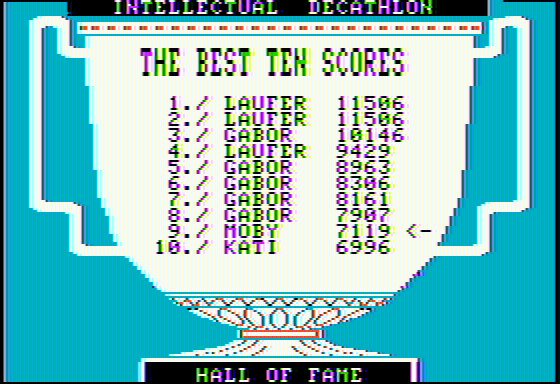 INTELLECTUAL DECATHLON
THE BEST TEN SCORES
1./ LAUFER 11506
2./ LAUFER 11506
3./ GABOR 10146
4./ LAUFER 9429
5./ GABOR 8963
6./ GABOR 8306
7./ GABOR 8161
8./ GABOR 7907
9./ MOBY 7119 <-
10./ KATI 6996
HALL OF FAME